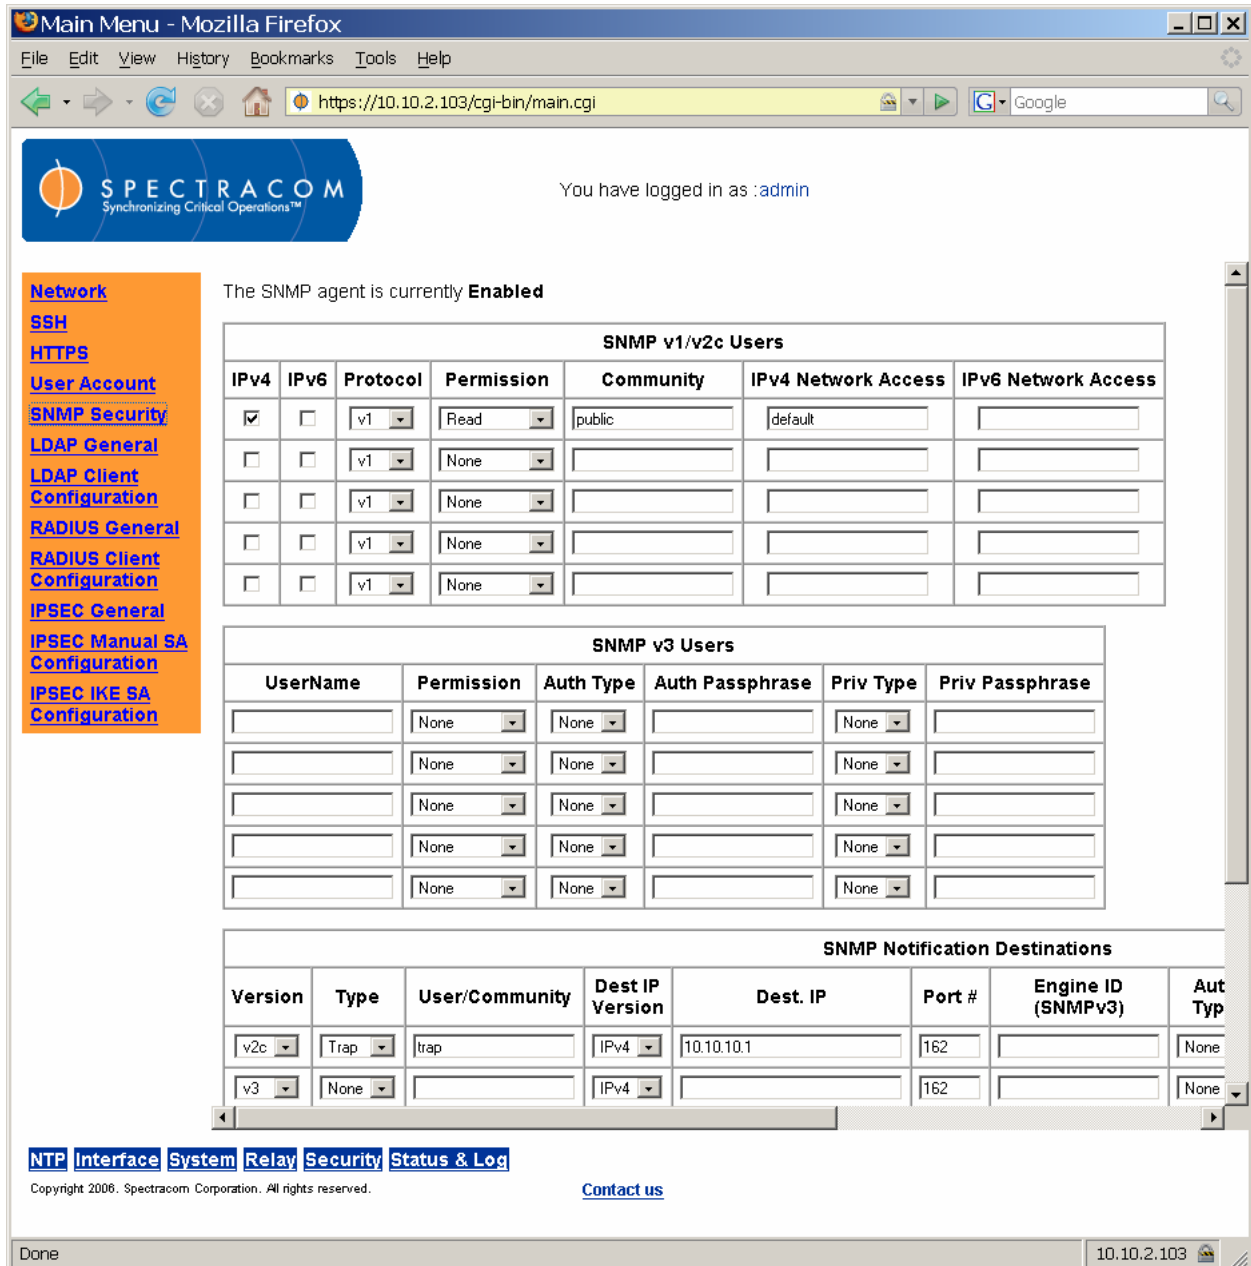 Main Menu - Mozilla Firefox
File Edit View History Bookmarks Tools Help
https://10.10.2.103/cgi-bin/main.cgi
G Google
SPECTRACOM
Synchronizing Critical Operations™
You have logged in as :admin
Network
SSH
HTTPS
User Account
SNMP Security
LDAP General
LDAP Client
Configuration
RADIUS General
RADIUS Client
Configuration
IPSEC General
IPSEC Manual SA
Configuration
IPSEC IKE SA
Configuration
The SNMP agent is currently Enabled
SNMP v1/v2c Users
IPv4 IPv6 Protocol Permission Community IPv4 Network Access IPv6 Network Access
v1 Read public default
v1 None
v1 None
v1 None
v1 None
SNMP v3 Users
UserName Permission Auth Type Auth Passphrase Priv Type Priv Passphrase
None None None
None None None
None None None
None None None
None None None
SNMP Notification Destinations
Version Type User/Community Dest IP Version Dest. IP Port # Engine ID (SNMPv3) Aut Typ
v2c Trap trap IPv4 10.10.10.1 162 None
v3 None IPv4 162 None
NTP Interface System Relay Security Status & Log
Copyright 2006. Spectracom Corporation. All rights reserved.
Contact us
Done
10.10.2.103